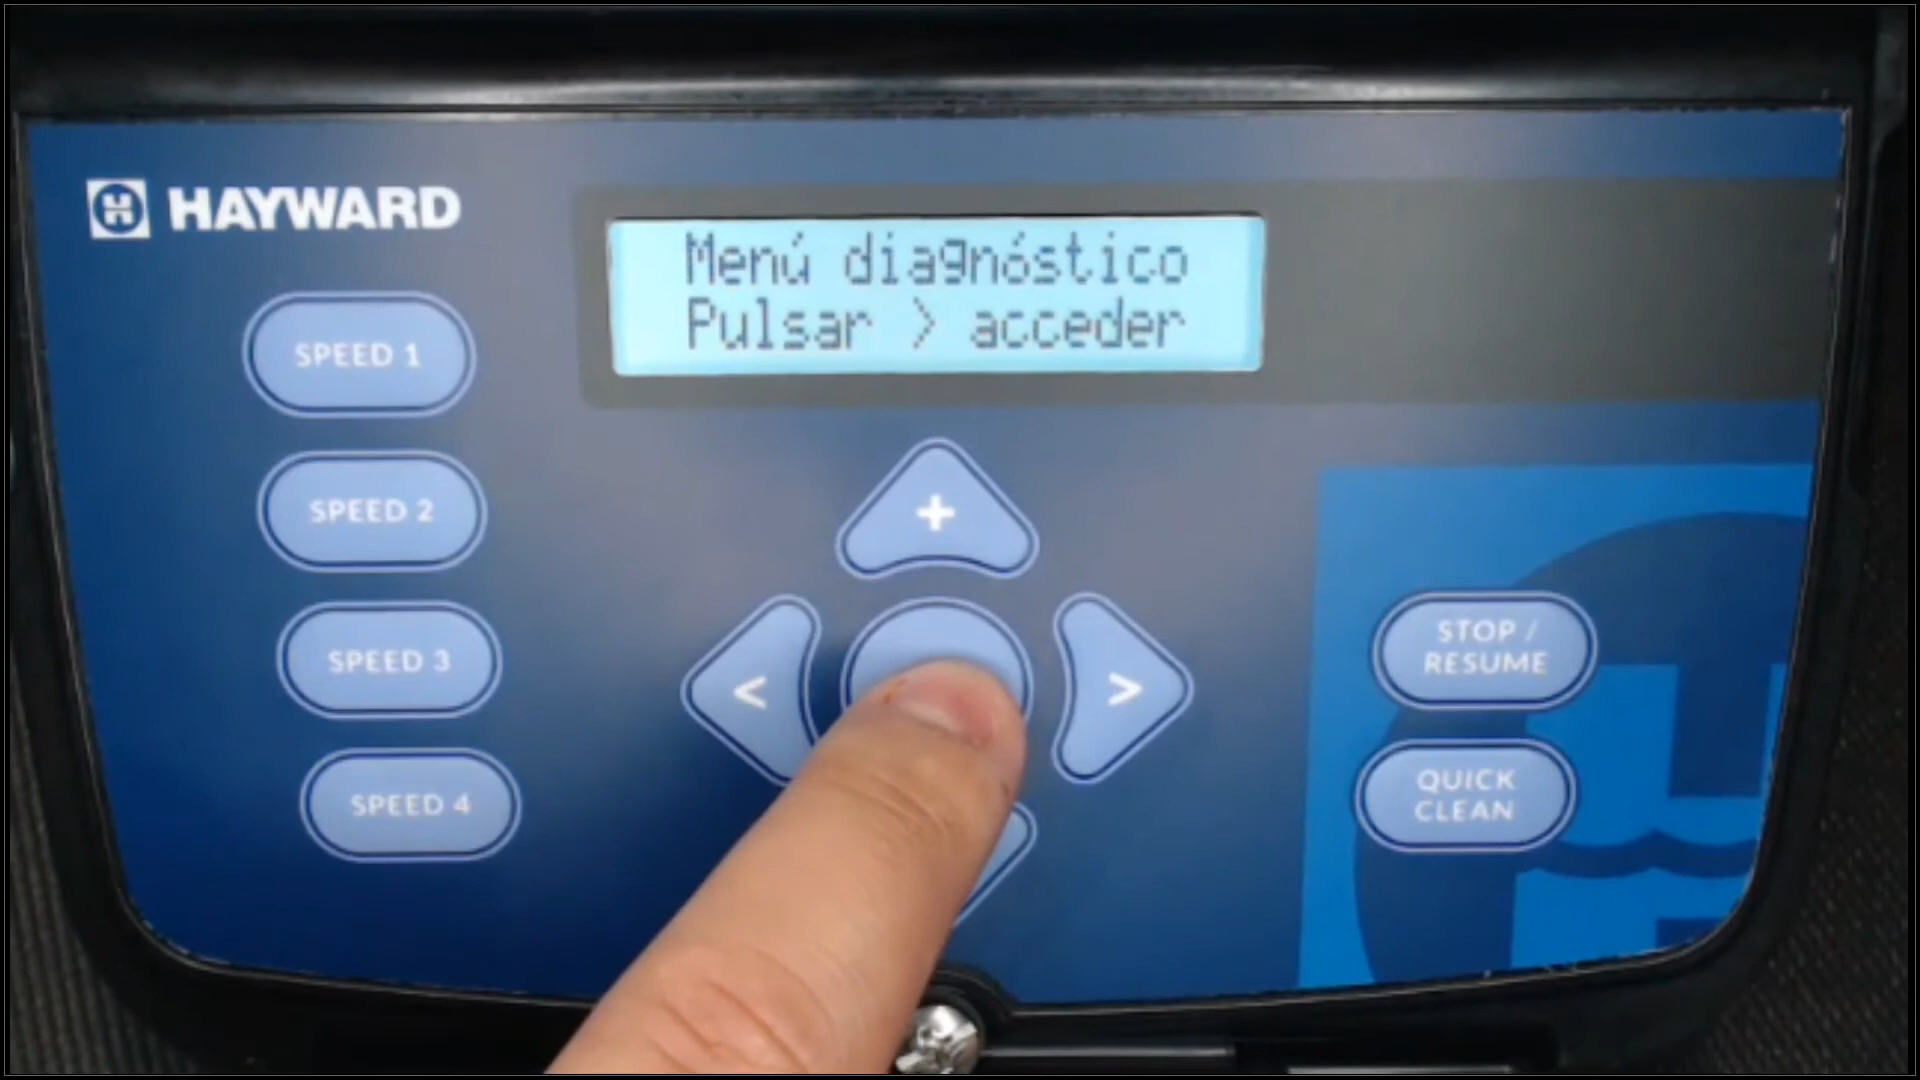 HAYWARD
Menú diagnóstico
Pulsar > acceder
SPEED 1
SPEED 2
SPEED 3
SPEED 4
+
<
>
STOP /
RESUME
QUICK
CLEAN